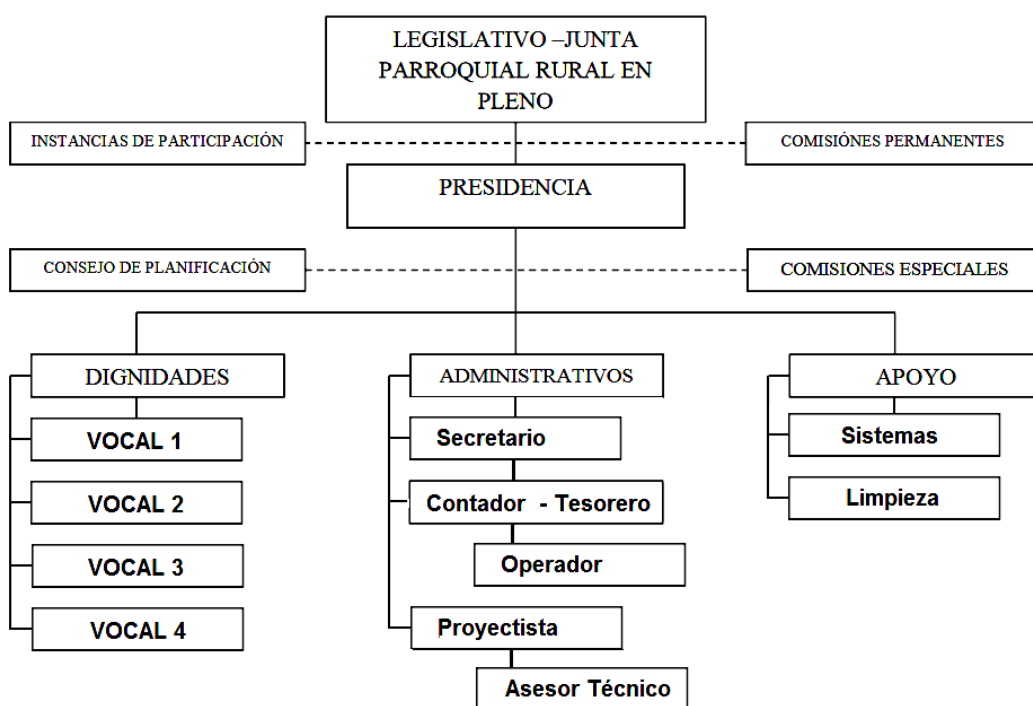 LEGISLATIVO –JUNTA
PARROQUIAL RURAL EN
PLENO
INSTANCIAS DE PARTICIPACIÓN
COMISIÓNES PERMANENTES
PRESIDENCIA
CONSEJO DE PLANIFICACIÓN
COMISIONES ESPECIALES
DIGNIDADES
ADMINISTRATIVOS
APOYO
VOCAL 1
VOCAL 2
VOCAL 3
VOCAL 4
Secretario
Contador - Tesorero
Operador
Proyectista
Asesor Técnico
Sistemas
Limpieza